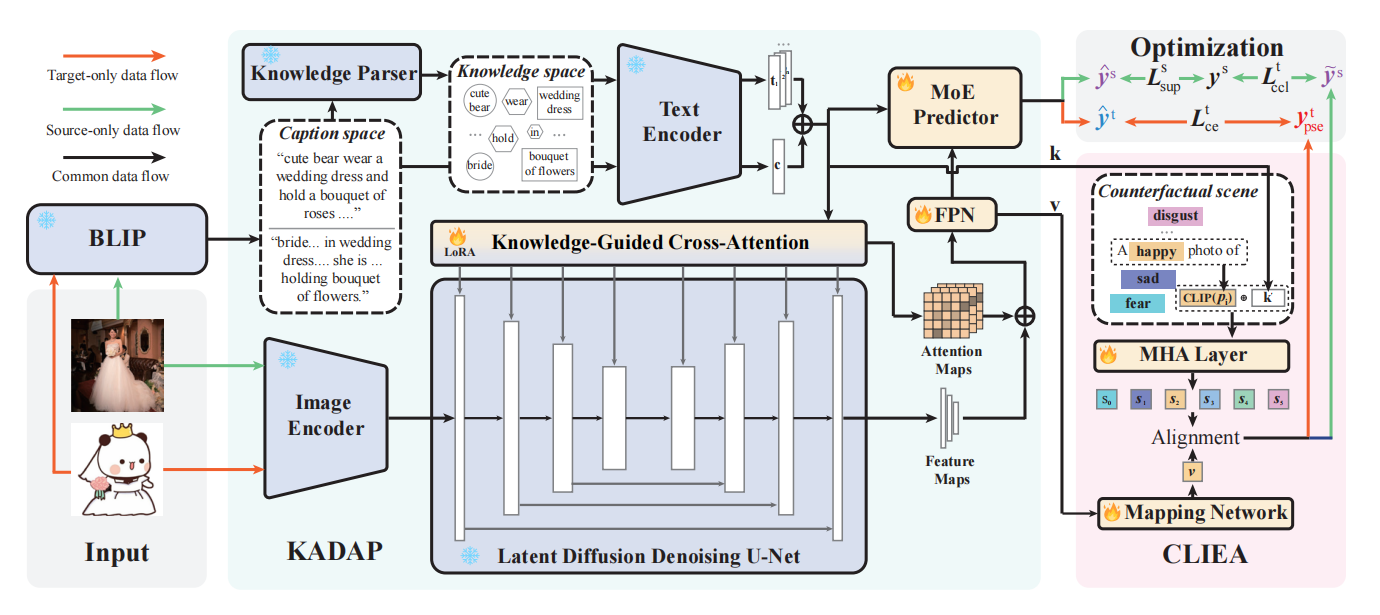 Target-only data flow
Source-only data flow
Common data flow
BLIP
Input
Knowledge Parser
Caption space
“cute bear wear a
wedding dress and
hold a bouquet of
roses ....”
“bride... in wedding
dress.... she is ...
holding bouquet
of flowers.”
Knowledge space
cute
bear
wear
wedding
dress
...
hold
in
...
bride
bouquet
of flowers
Text
Encoder
...
c
Image
Encoder
KADAP
LoRA
Knowledge-Guided Cross-Attention
Latent Diffusion Denoising U-Net
Attention
Maps
Feature
Maps
MoE
Predictor
FPN
k
v
Optimization
ŷˢ
Lˢsup
yˢ
Lᵗccl
ỹˢ
ŷᵗ
Lᵗce
yᵗpse
Counterfactual scene
disgust
...
A happy photo of
sad
fear
CLIP(pᵢ)
k
MHA Layer
s₀ s₁ s₂ s₃ s₄ s₅
Alignment
v
Mapping Network
CLIEA